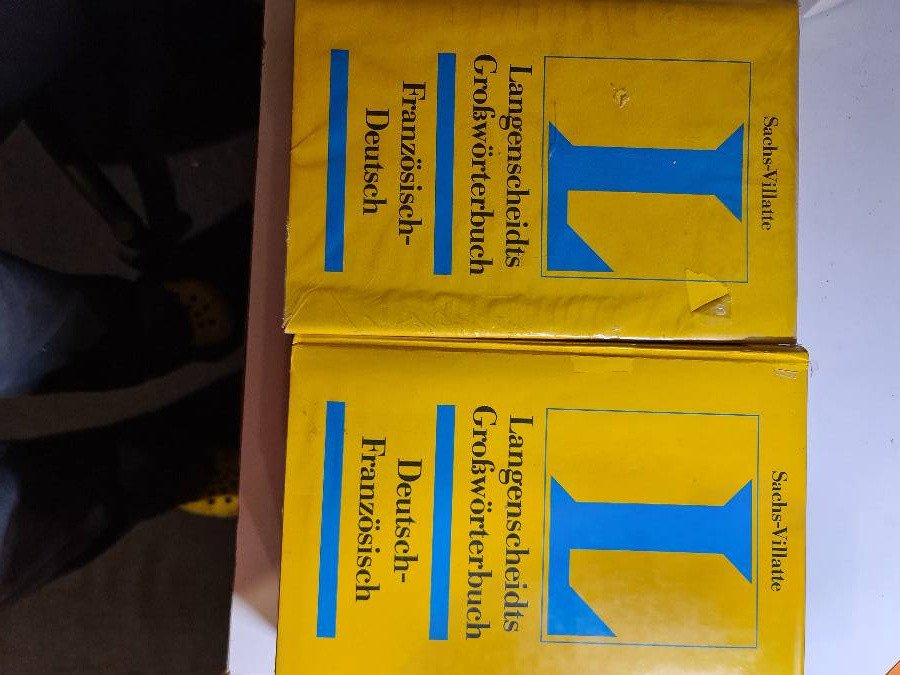 Sachs-Villatte
L
Langenscheidts
Großwörterbuch
Französisch-
Deutsch
Sachs-Villatte
L
Langenscheidts
Großwörterbuch
Deutsch-
Französisch